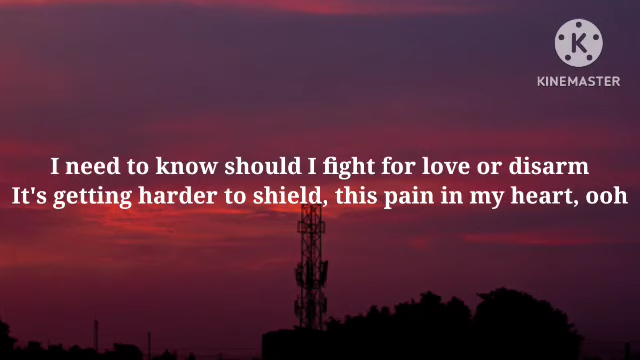 K
KINEMASTER
I need to know should I fight for love or disarm
It's getting harder to shield, this pain in my heart, ooh